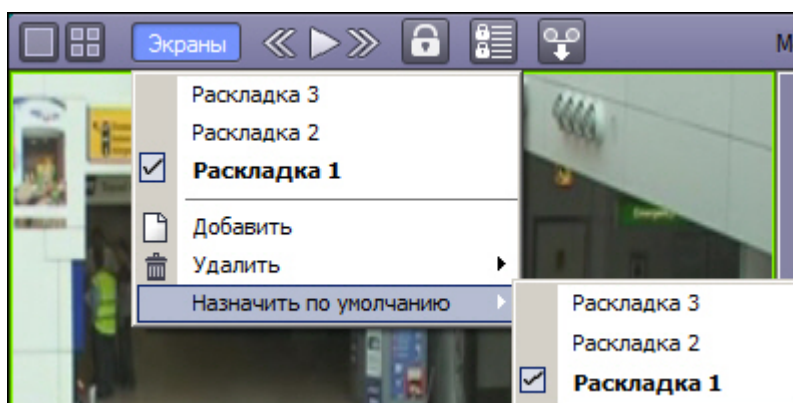 Экраны
М
Раскладка 3
Раскладка 2
Раскладка 1
Добавить
Удалить
Назначить по умолчанию
Раскладка 3
Раскладка 2
Раскладка 1